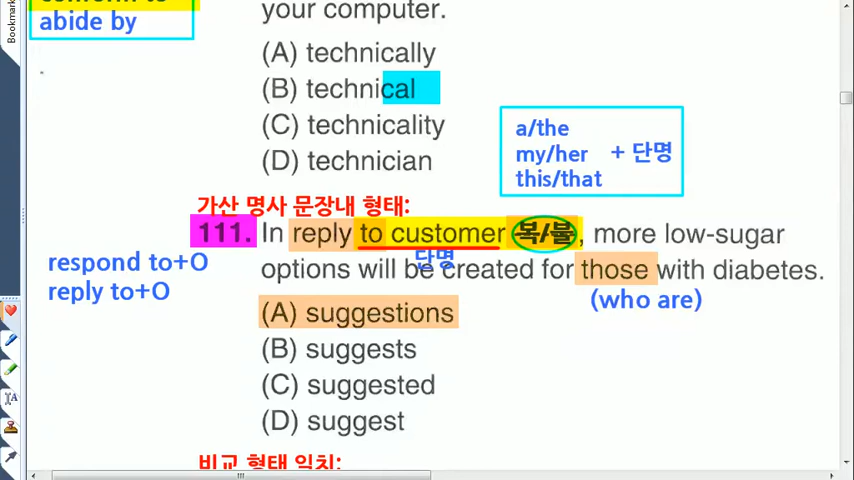 Bookmark
conform to
abide by
your computer.
(A) technically
(B) technical
(C) technicality
(D) technician
a/the
my/her + 단명
this/that
가산 명사 문장내 형태:
111. In reply to customer 복/불, more low-sugar
단명
options will be created for those with diabetes.
(who are)
respond to+O
reply to+O
(A) suggestions
(B) suggests
(C) suggested
(D) suggest
비교 형태 일치: